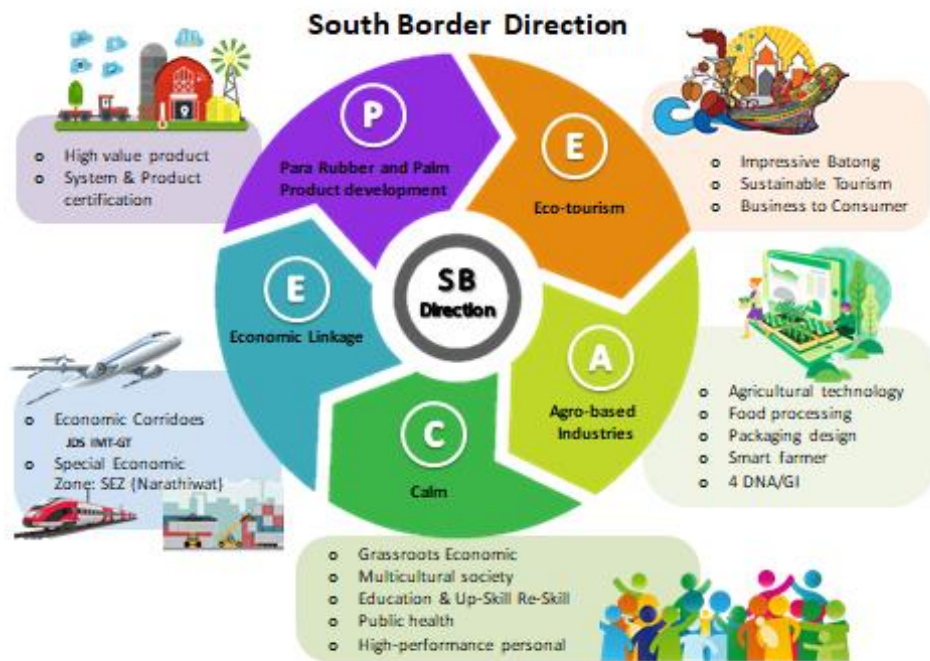 South Border Direction
P
Para Rubber and Palm
Product development
o High value product
o System & Product
certification
E
Eco-tourism
o Impressive Batong
o Sustainable Tourism
o Business to Consumer
A
Agro-based
Industries
o Agricultural technology
o Food processing
o Packaging design
o Smart farmer
o 4 DNA/GI
C
Calm
o Grassroots Economic
o Multicultural society
o Education & Up-Skill Re-Skill
o Public health
o High-performance personal
E
Economic Linkage
o Economic Corridoes
JDS IMT-GT
o Special Economic
Zone: SEZ (Narathiwat)
SB
Direction
9